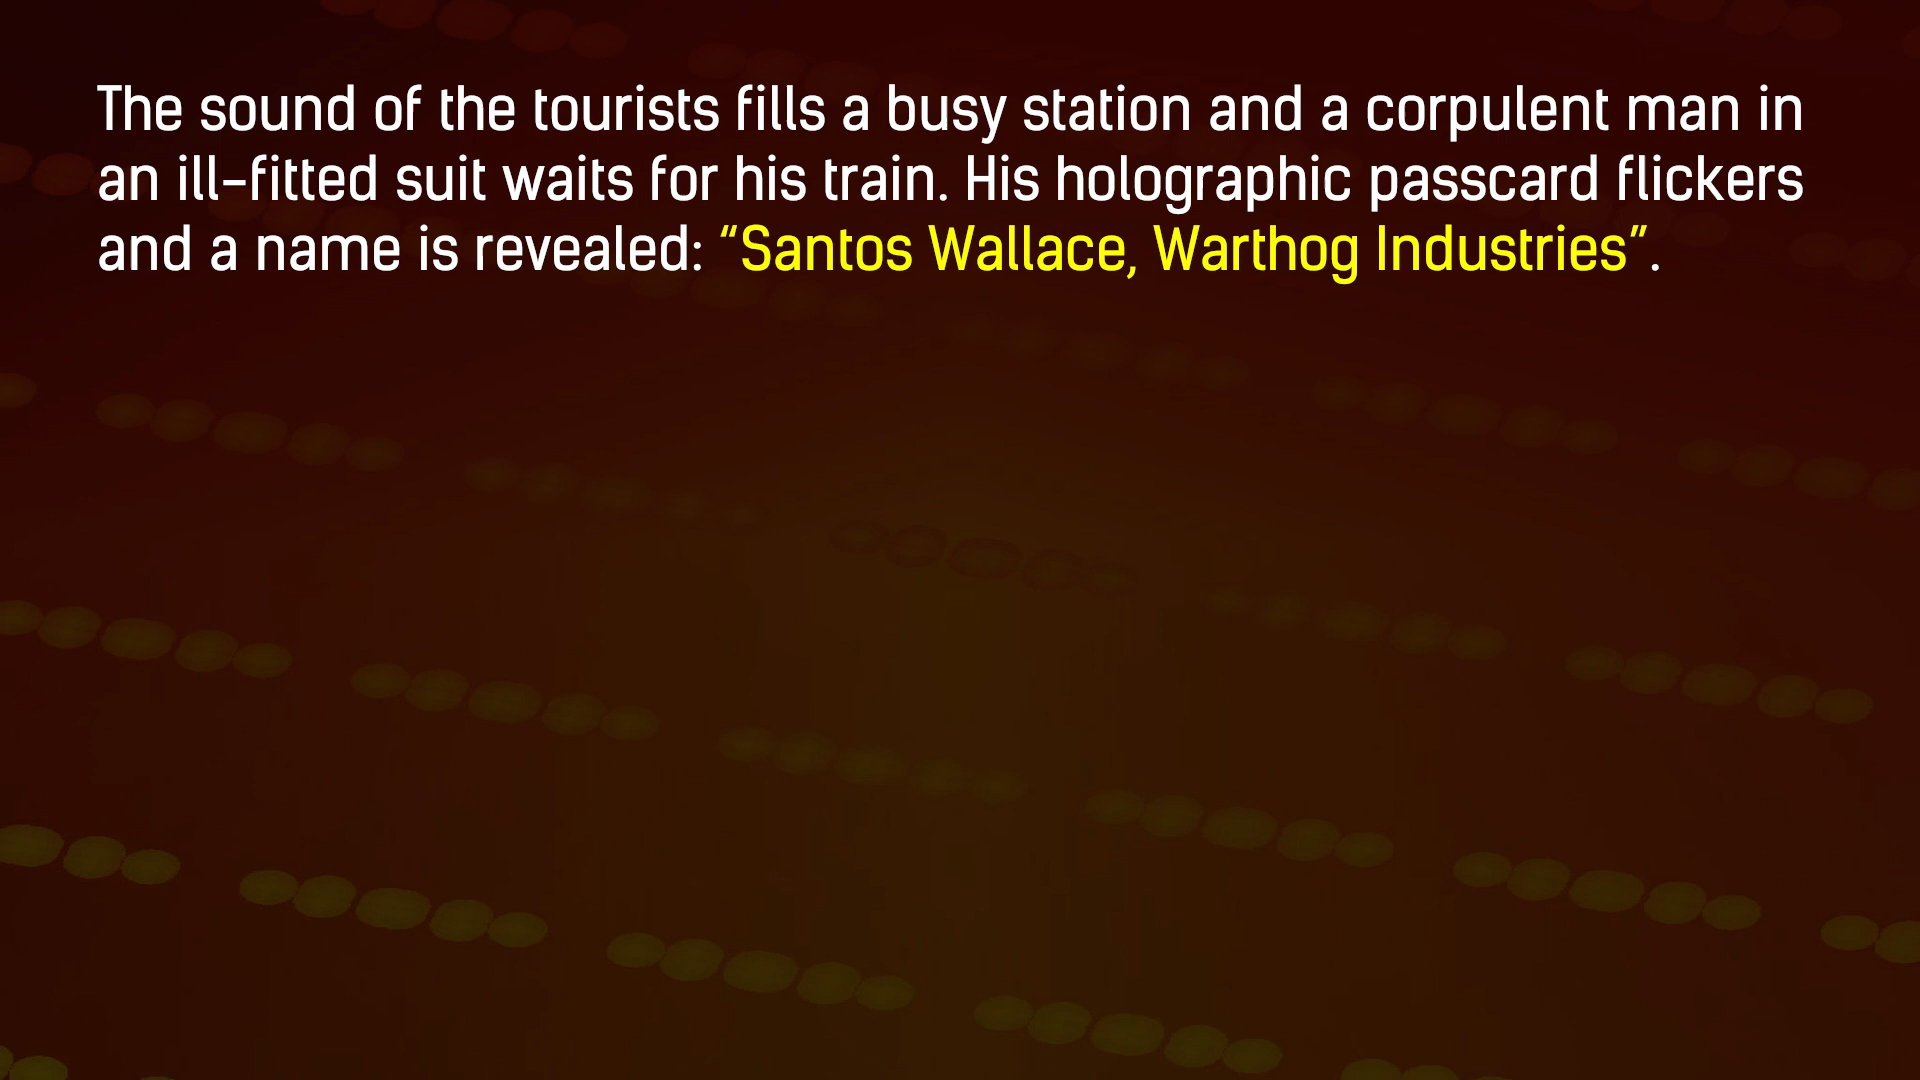 The sound of the tourists fills a busy station and a corpulent man in
an ill-fitted suit waits for his train. His holographic passcard flickers
and a name is revealed: “Santos Wallace, Warthog Industries”.